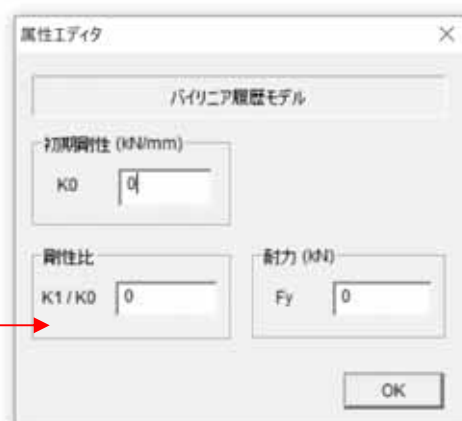 属性エディタ
バイリニア履歴モデル
初期剛性 (kN/mm)
K0 0
剛性比
K1 / K0 0
耐力 (kN)
Fy 0
OK